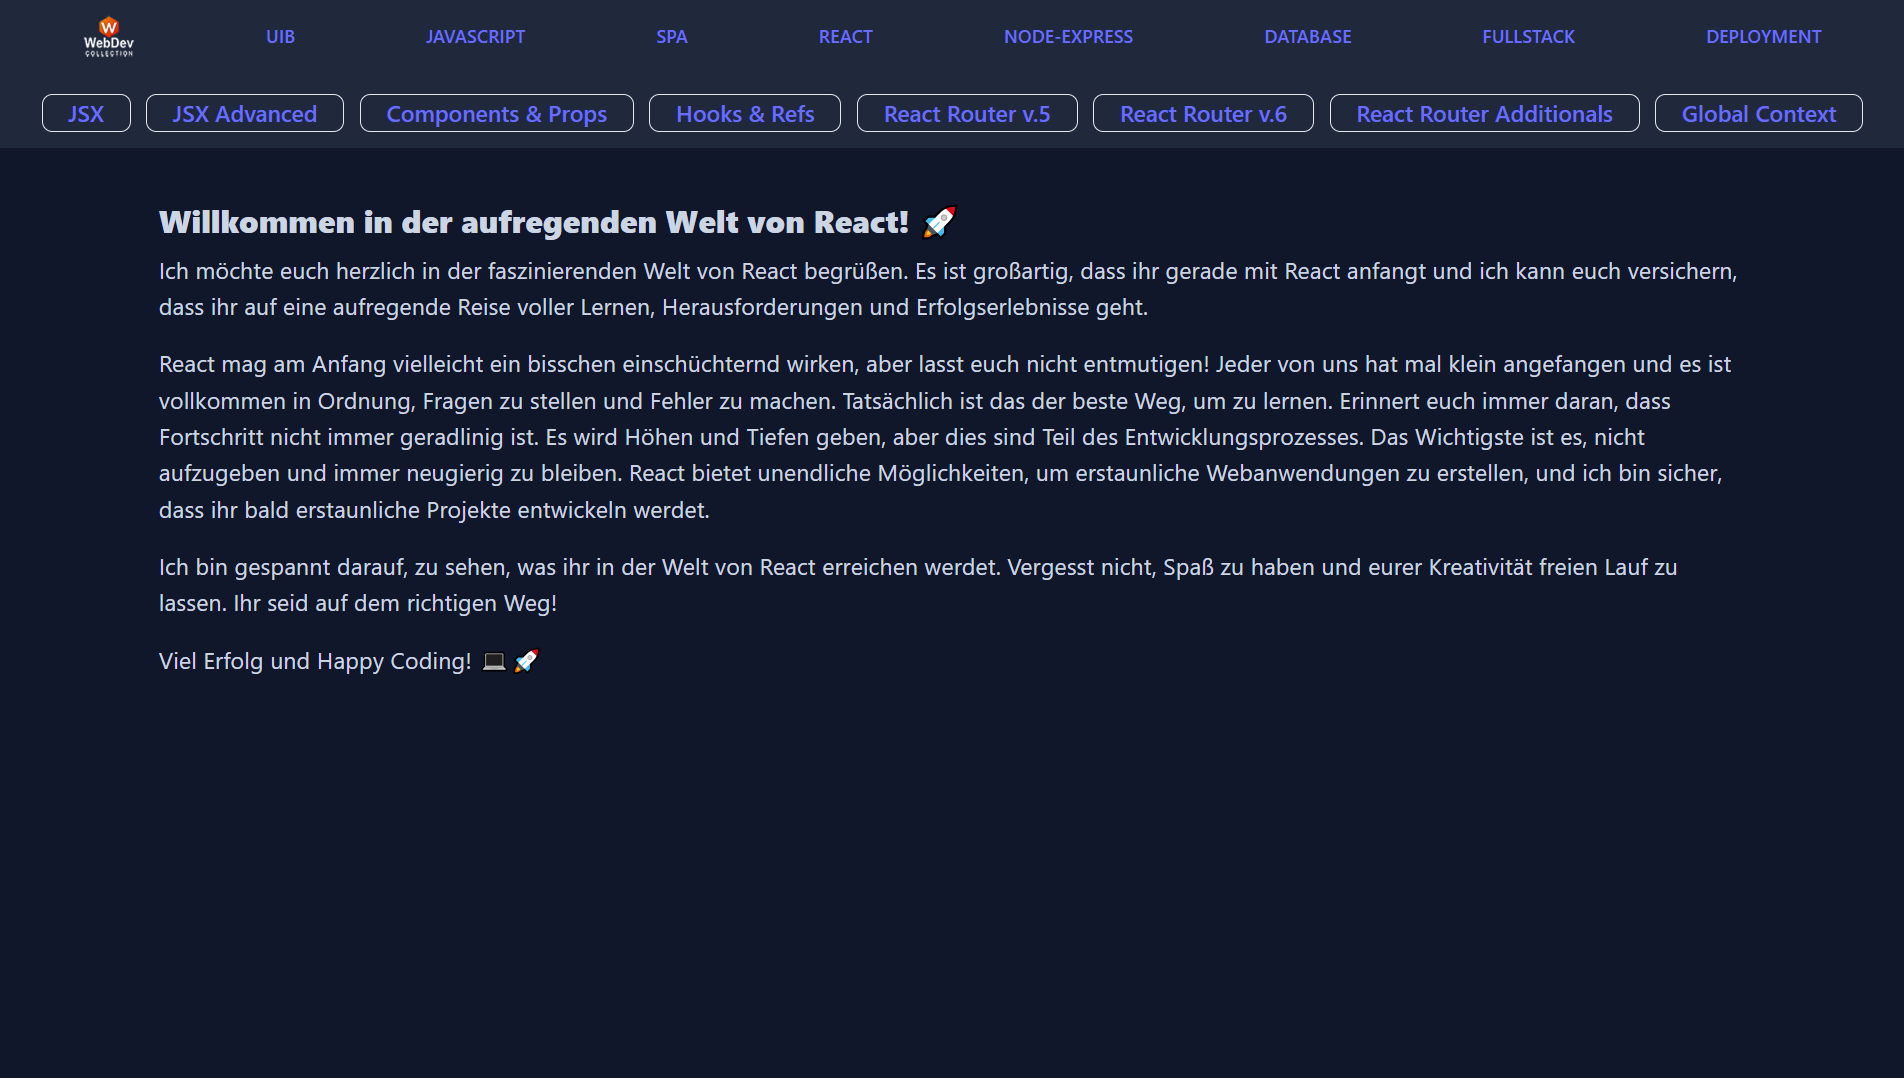 W
WebDev
COLLECTION
UIB
JAVASCRIPT
SPA
REACT
NODE-EXPRESS
DATABASE
FULLSTACK
DEPLOYMENT
JSX
JSX Advanced
Components & Props
Hooks & Refs
React Router v.5
React Router v.6
React Router Additionals
Global Context
Willkommen in der aufregenden Welt von React! 🚀
Ich möchte euch herzlich in der faszinierenden Welt von React begrüßen. Es ist großartig, dass ihr gerade mit React anfangt und ich kann euch versichern,
dass ihr auf eine aufregende Reise voller Lernen, Herausforderungen und Erfolgserlebnisse geht.
React mag am Anfang vielleicht ein bisschen einschüchternd wirken, aber lasst euch nicht entmutigen! Jeder von uns hat mal klein angefangen und es ist
vollkommen in Ordnung, Fragen zu stellen und Fehler zu machen. Tatsächlich ist das der beste Weg, um zu lernen. Erinnert euch immer daran, dass
Fortschritt nicht immer geradlinig ist. Es wird Höhen und Tiefen geben, aber dies sind Teil des Entwicklungsprozesses. Das Wichtigste ist es, nicht
aufzugeben und immer neugierig zu bleiben. React bietet unendliche Möglichkeiten, um erstaunliche Webanwendungen zu erstellen, und ich bin sicher,
dass ihr bald erstaunliche Projekte entwickeln werdet.
Ich bin gespannt darauf, zu sehen, was ihr in der Welt von React erreichen werdet. Vergesst nicht, Spaß zu haben und eurer Kreativität freien Lauf zu
lassen. Ihr seid auf dem richtigen Weg!
Viel Erfolg und Happy Coding! 💻 🚀